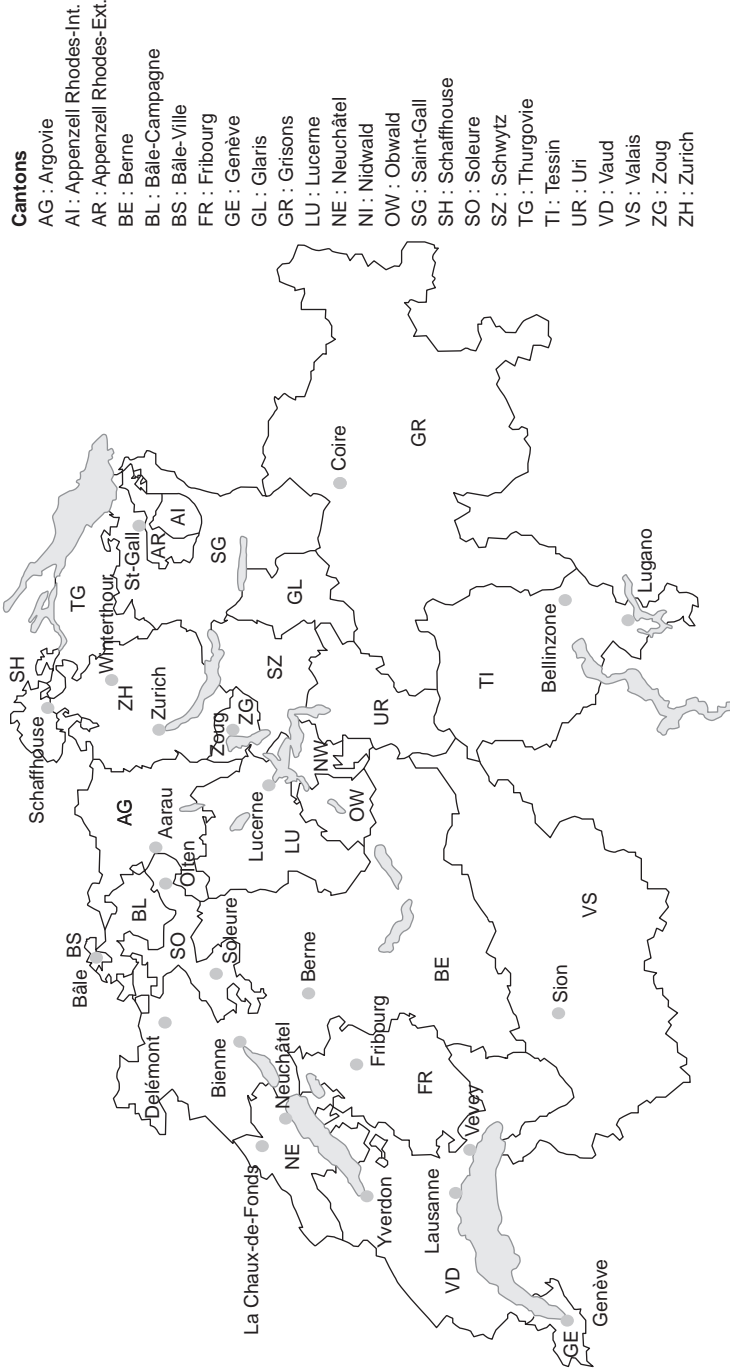 Cantons
AG : Argovie
AI : Appenzell Rhodes-Int.
AR : Appenzell Rhodes-Ext.
BE : Berne
BL : Bâle-Campagne
BS : Bâle-Ville
FR : Fribourg
GE : Genève
GL : Glaris
GR : Grisons
LU : Lucerne
NE : Neuchâtel
NI : Nidwald
OW : Obwald
SG : Saint-Gall
SH : Schaffhouse
SO : Soleure
SZ : Schwytz
TG : Thurgovie
TI : Tessin
UR : Uri
VD : Vaud
VS : Valais
ZG : Zoug
ZH : Zurich
Schaffhouse
SH
Bâle
BS
TG
Winterthour
St-Gall
BL
AG
Aarau
ZH
Zurich
AR
AI
Delémont
Olten
SO
Soleure
Bienne
Zoug
ZG
SG
La Chaux-de-Fonds
Neuchâtel
NE
Lucerne
LU
SZ
GL
Berne
NW
OW
UR
Coire
GR
Yverdon
Fribourg
FR
BE
Lausanne
Vevey
VD
TI
Bellinzone
Lugano
Sion
VS
GE
Genève